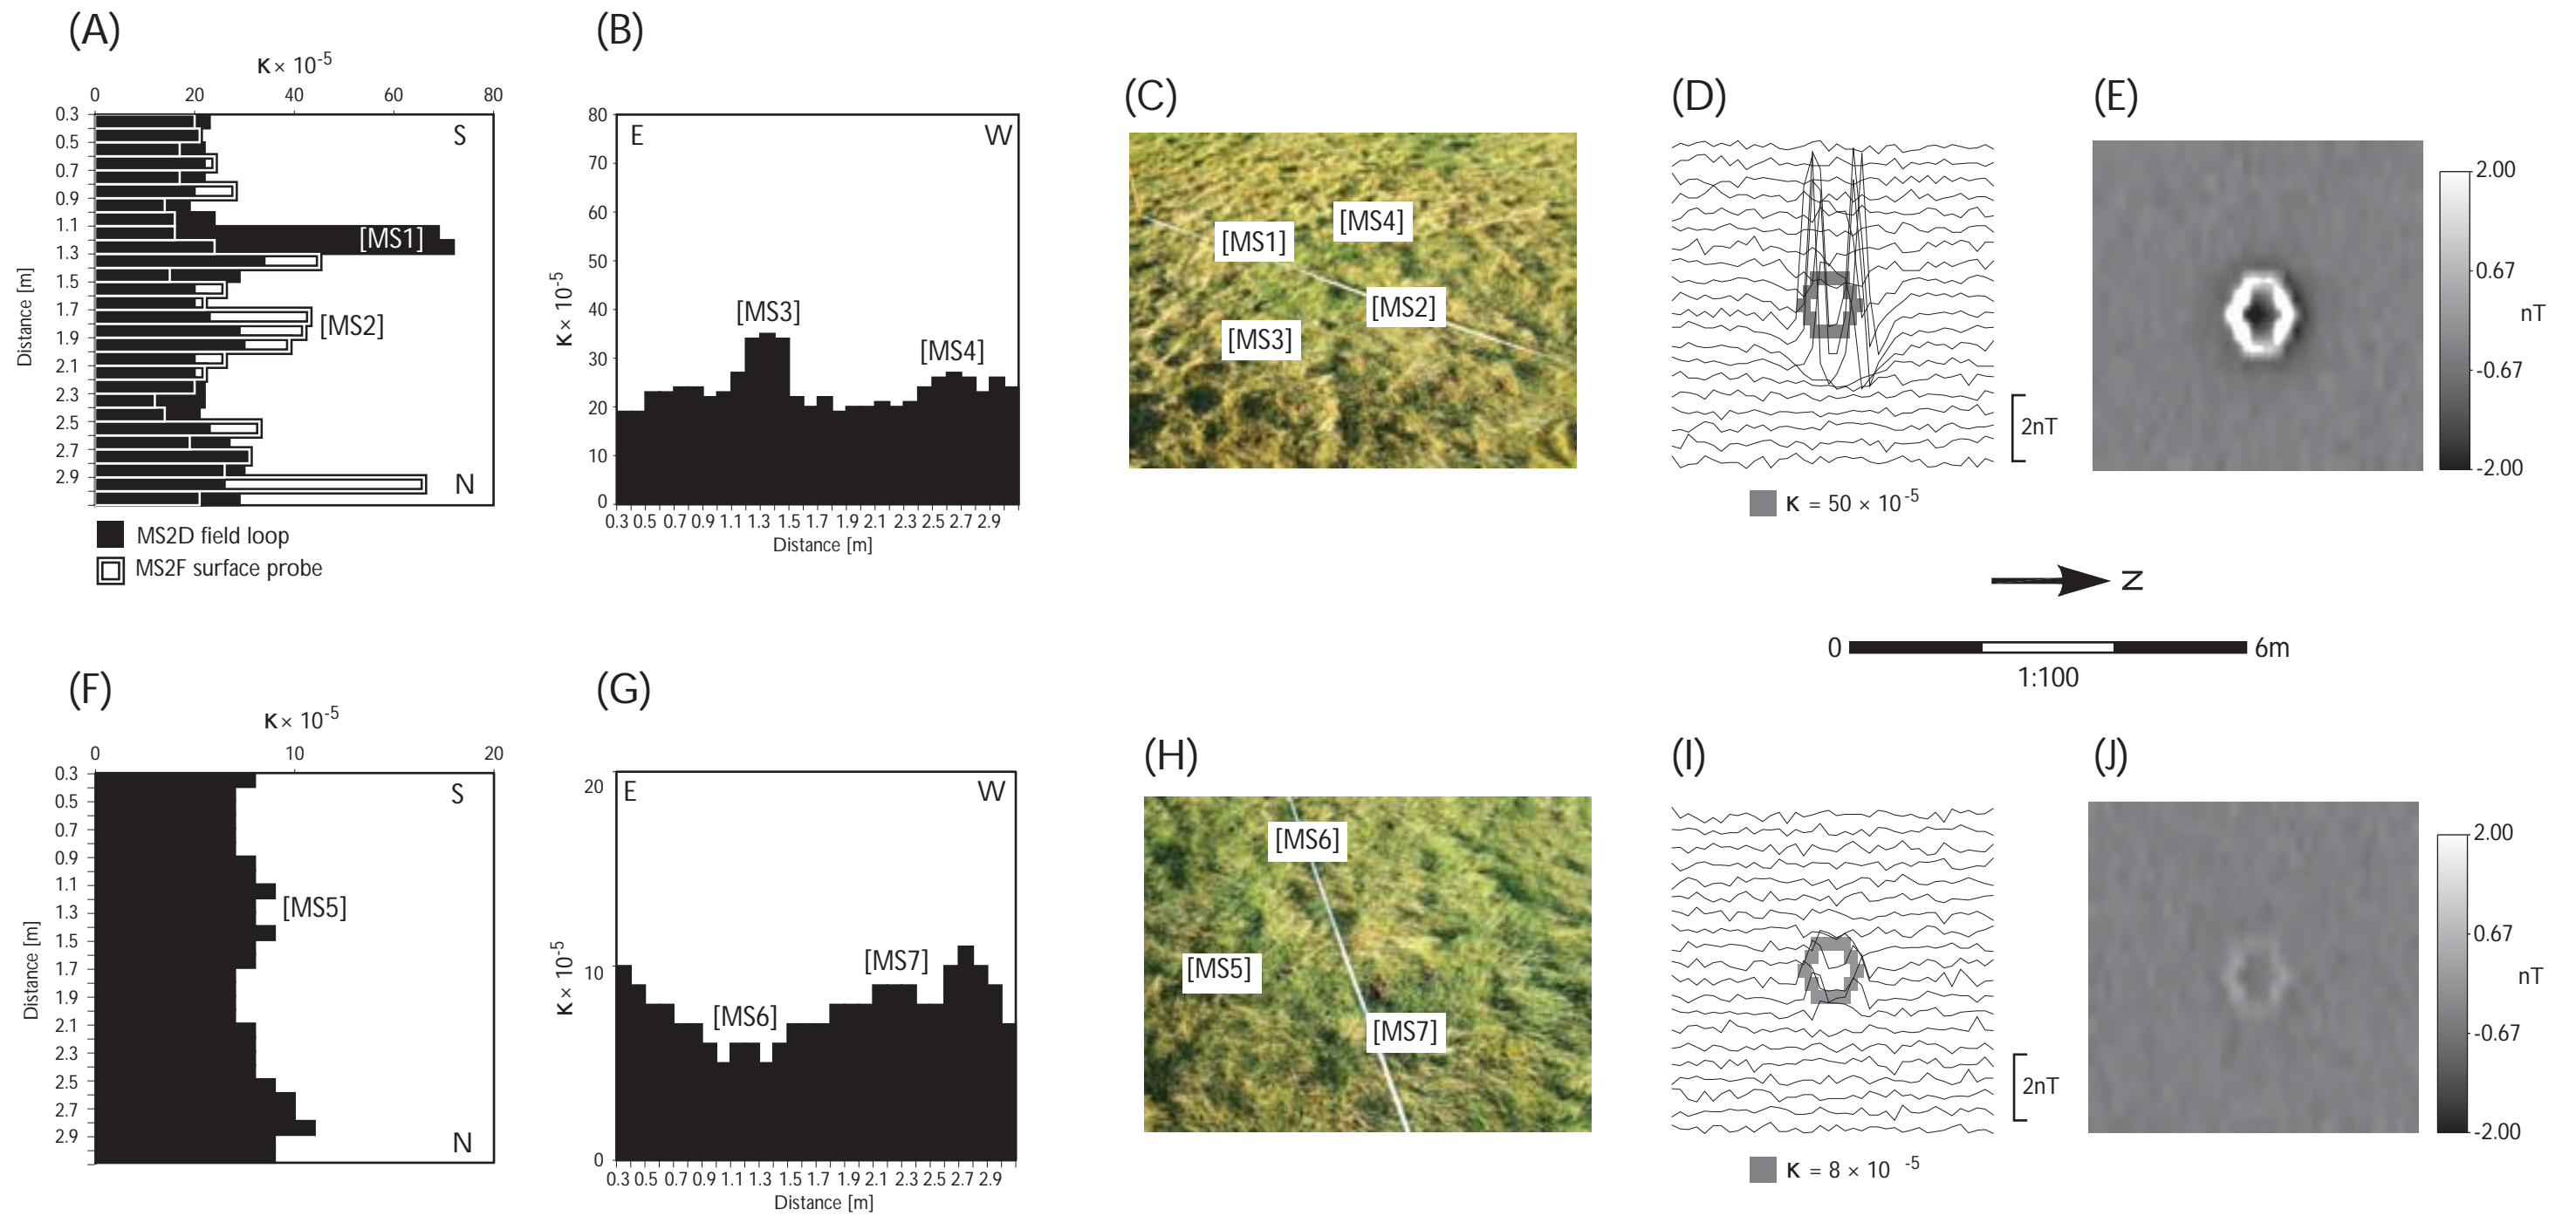 (A)
κ × 10⁻⁵
0 20 40 60 80
0.3
0.5
0.7
0.9
1.1
1.3
1.5
1.7
1.9
2.1
2.3
2.5
2.7
2.9
Distance [m]
S
[MS1]
[MS2]
N
MS2D field loop
MS2F surface probe
(B)
80
70
60
50
40
30
20
10
0
κ × 10⁻⁵
E W
[MS3]
[MS4]
0.3 0.5 0.7 0.9 1.1 1.3 1.5 1.7 1.9 2.1 2.3 2.5 2.7 2.9
Distance [m]
(C)
[MS4]
[MS1]
[MS2]
[MS3]
(D)
2nT
κ = 50 × 10⁻⁵
(E)
2.00
0.67
nT
-0.67
-2.00
N
0 6m
1:100
(F)
κ × 10⁻⁵
0 10 20
0.3
0.5
0.7
0.9
1.1
1.3
1.5
1.7
1.9
2.1
2.3
2.5
2.7
2.9
Distance [m]
S
[MS5]
N
(G)
20
10
0
κ × 10⁻⁵
E W
[MS7]
[MS6]
0.3 0.5 0.7 0.9 1.1 1.3 1.5 1.7 1.9 2.1 2.3 2.5 2.7 2.9
Distance [m]
(H)
[MS6]
[MS5]
[MS7]
(I)
2nT
κ = 8 × 10⁻⁵
(J)
2.00
0.67
nT
-0.67
-2.00